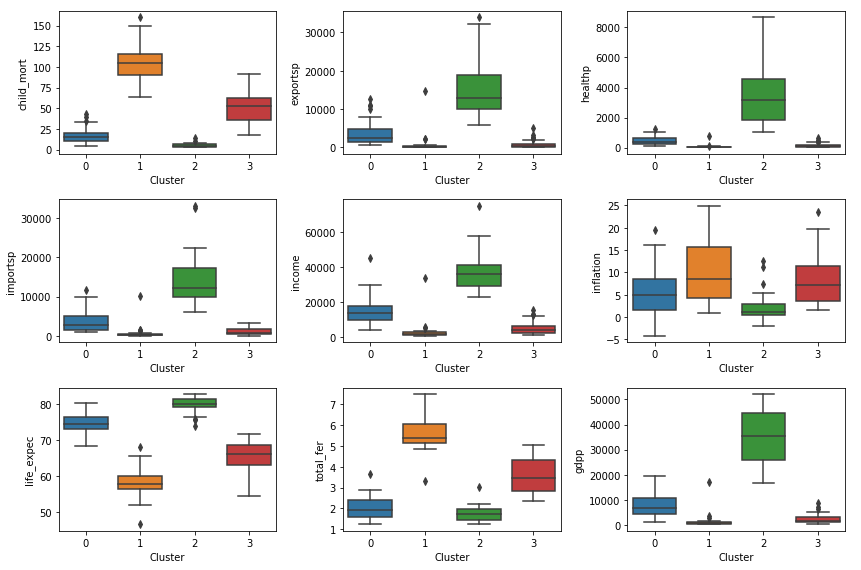 child_mort
150
125
100
75
50
25
0
0 1 2 3
Cluster
exportsp
30000
20000
10000
0
0 1 2 3
Cluster
healthp
8000
6000
4000
2000
0
0 1 2 3
Cluster
importsp
30000
20000
10000
0
0 1 2 3
Cluster
income
60000
40000
20000
0
0 1 2 3
Cluster
inflation
25
20
15
10
5
0
−5
0 1 2 3
Cluster
life_expec
80
70
60
50
0 1 2 3
Cluster
total_fer
7
6
5
4
3
2
1
0 1 2 3
Cluster
gdpp
50000
40000
30000
20000
10000
0
0 1 2 3
Cluster